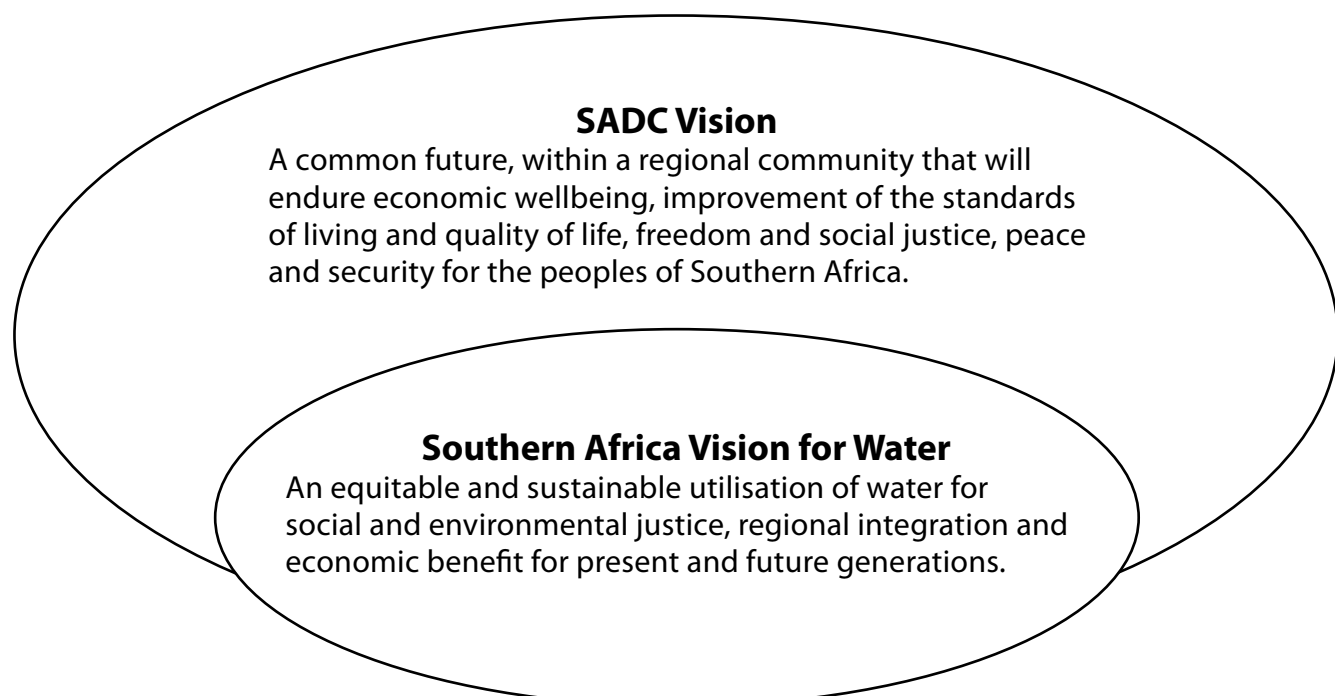 SADC Vision
A common future, within a regional community that will
endure economic wellbeing, improvement of the standards
of living and quality of life, freedom and social justice, peace
and security for the peoples of Southern Africa.
Southern Africa Vision for Water
An equitable and sustainable utilisation of water for
social and environmental justice, regional integration and
economic benefit for present and future generations.